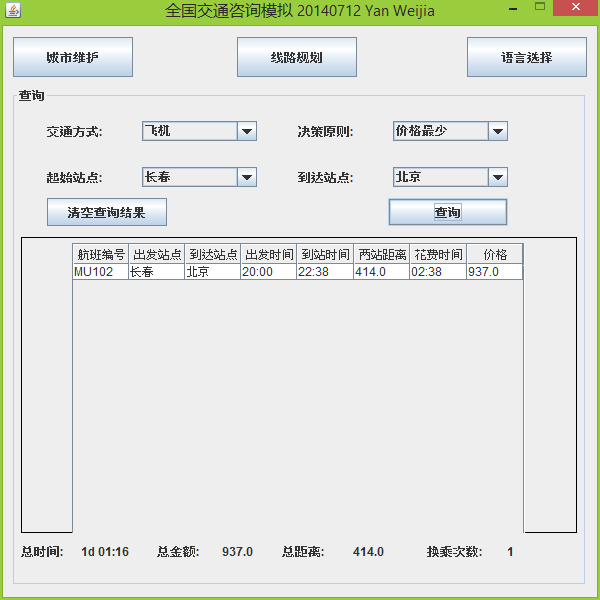 全国交通咨询模拟 20140712 Yan Weijia
城市维护 线路规划 语言选择
查询
交通方式: 飞机 决策原则: 价格最少
起始站点: 长春 到达站点: 北京
清空查询结果 查询
航班编号 出发站点 到达站点 出发时间 到站时间 两站距离 花费时间 价格
MU102 长春 北京 20:00 22:38 414.0 02:38 937.0
总时间: 1d 01:16 总金额: 937.0 总距离: 414.0 换乘次数: 1